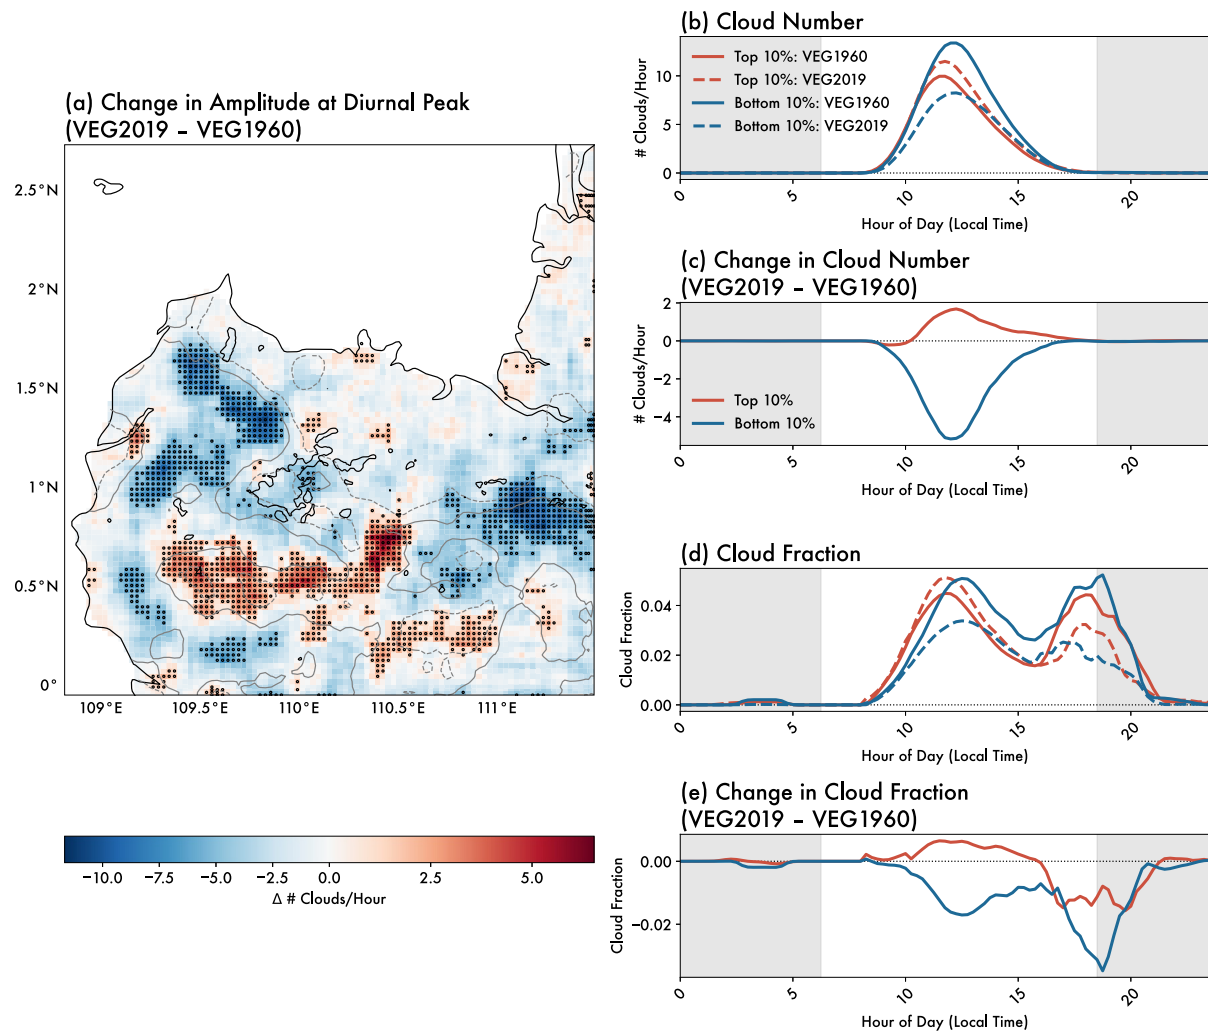 (a) Change in Amplitude at Diurnal Peak
(VEG2019 – VEG1960)
2.5°N
2°N
1.5°N
1°N
0.5°N
0°
109°E
109.5°E
110°E
110.5°E
111°E
−10.0
−7.5
−5.0
−2.5
0.0
2.5
5.0
Δ # Clouds/Hour
(b) Cloud Number
# Clouds/Hour
10
5
0
Top 10%: VEG1960
Top 10%: VEG2019
Bottom 10%: VEG1960
Bottom 10%: VEG2019
0
5
10
15
20
Hour of Day (Local Time)
(c) Change in Cloud Number
(VEG2019 – VEG1960)
# Clouds/Hour
2
0
−2
−4
Top 10%
Bottom 10%
0
5
10
15
20
Hour of Day (Local Time)
(d) Cloud Fraction
Cloud Fraction
0.04
0.02
0.00
0
5
10
15
20
Hour of Day (Local Time)
(e) Change in Cloud Fraction
(VEG2019 – VEG1960)
Cloud Fraction
0.00
−0.02
0
5
10
15
20
Hour of Day (Local Time)